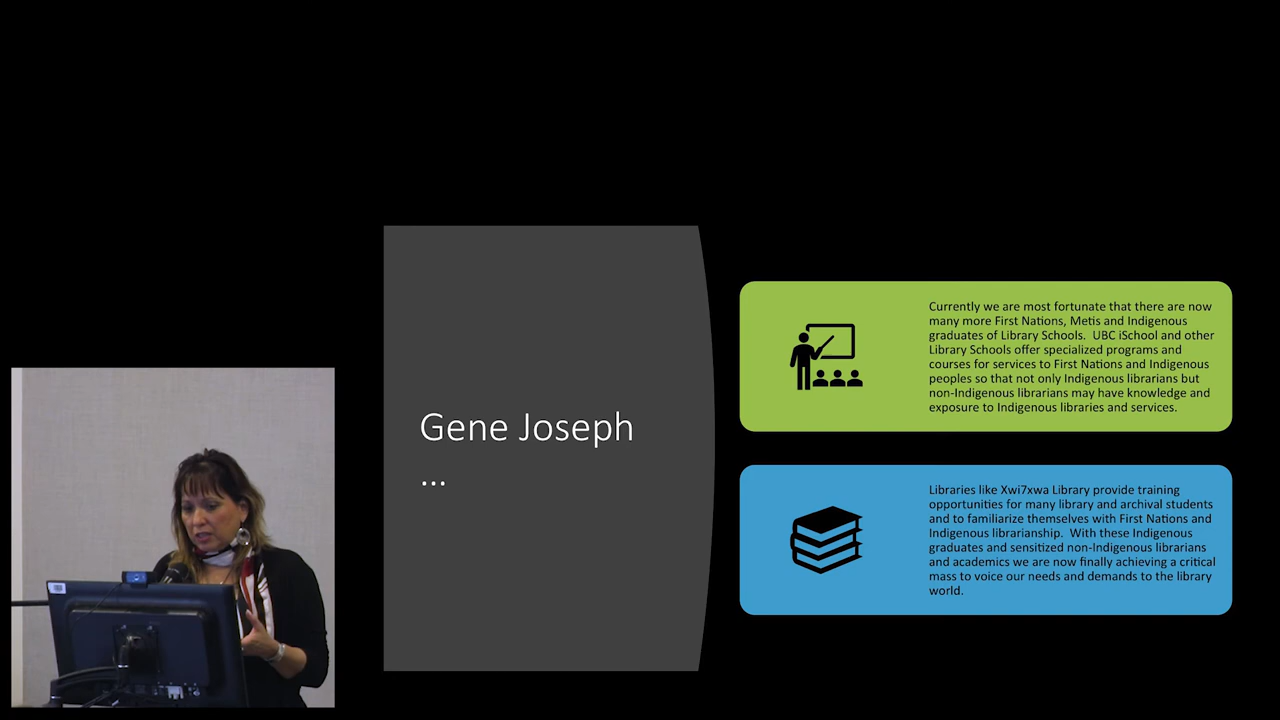 Gene Joseph
...
Currently we are most fortunate that there are now
many more First Nations, Metis and Indigenous
graduates of Library Schools.  UBC iSchool and other
Library Schools offer specialized programs and
courses for services to First Nations and Indigenous
peoples so that not only Indigenous librarians but
non-Indigenous librarians may have knowledge and
exposure to Indigenous libraries and services.
Libraries like Xwi7xwa Library provide training
opportunities for many library and archival students
and to familiarize themselves with First Nations and
Indigenous librarianship.  With these Indigenous
graduates and sensitized non-Indigenous librarians
and academics we are now finally achieving a critical
mass to voice our needs and demands to the library
world.